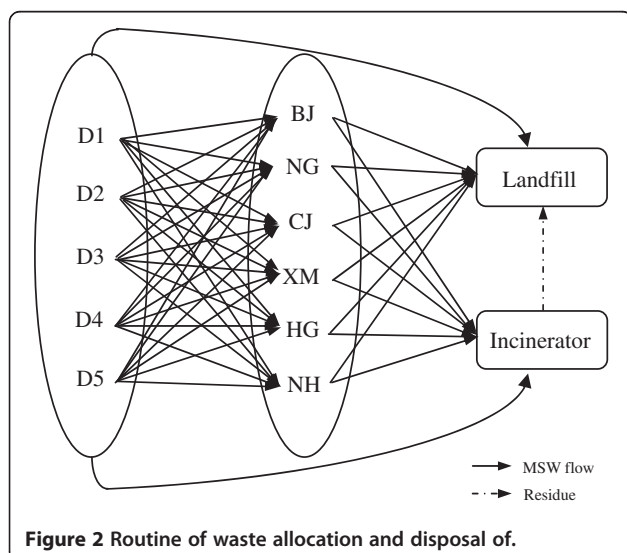 D1
D2
D3
D4
D5
BJ
NG
CJ
XM
HG
NH
Landfill
Incinerator
MSW flow
Residue
Figure 2 Routine of waste allocation and disposal of.